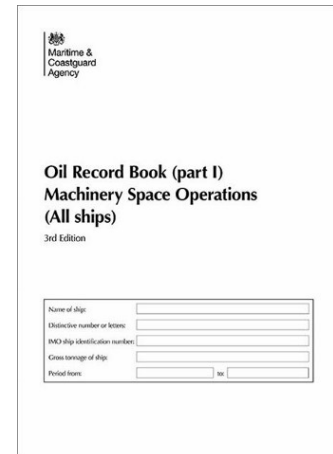 Maritime &
Coastguard
Agency
Oil Record Book (part I)
Machinery Space Operations
(All ships)
3rd Edition
Name of ship:
Distinctive number or letters:
IMO ship identification number:
Gross tonnage of ship:
Period from: to: